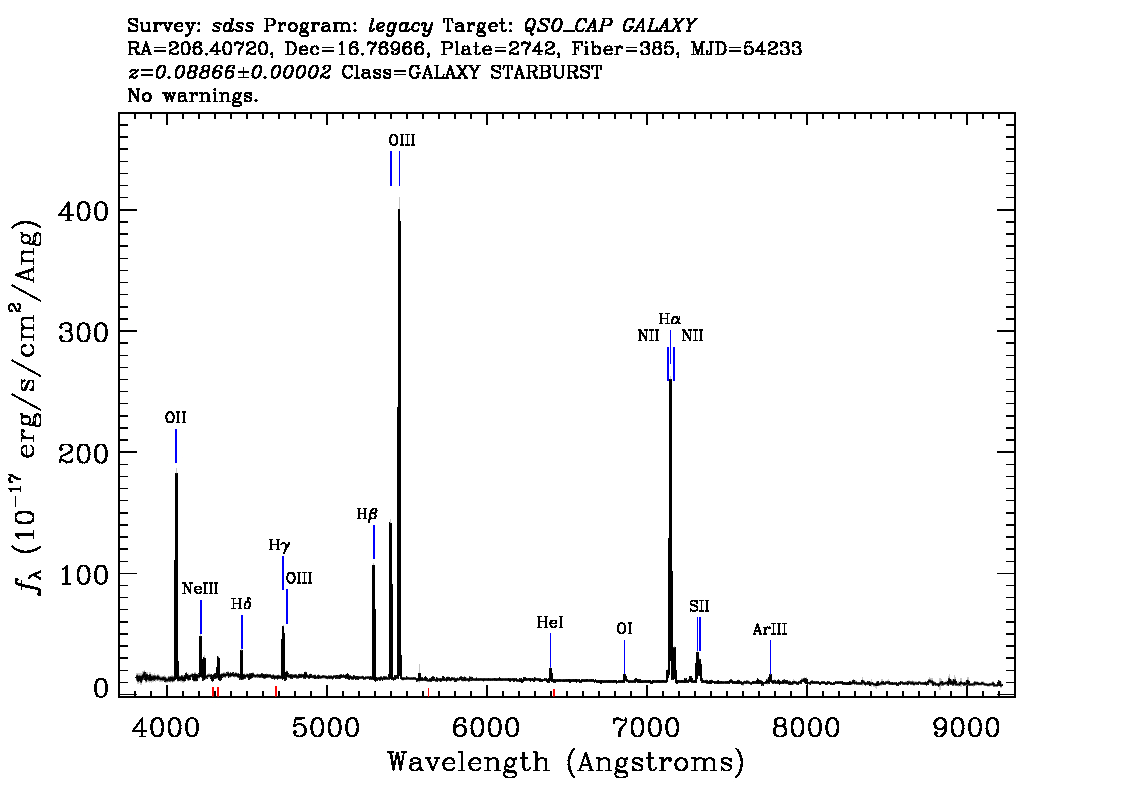 Survey: sdss Program: legacy Target: QSO_CAP GALAXY
RA=206.40720, Dec=16.76966, Plate=2742, Fiber=385, MJD=54233
z=0.08866±0.00002 Class=GALAXY STARBURST
No warnings.
OIII
400
Hα
300
NII NII
OII
200
Hβ
Hγ
100
OIII
NeIII
Hδ
SII
HeI
OI
ArIII
0
4000 5000 6000 7000 8000 9000
Wavelength (Angstroms)
f_λ (10⁻¹⁷ erg/s/cm²/Ang)